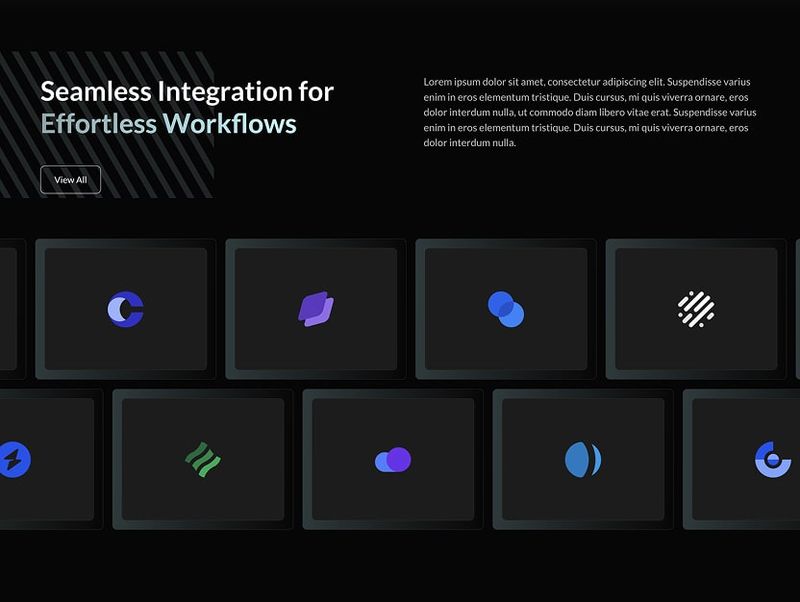 Seamless Integration for
Effortless Workflows
View All
Lorem ipsum dolor sit amet, consectetur adipiscing elit. Suspendisse varius
enim in eros elementum tristique. Duis cursus, mi quis viverra ornare, eros
dolor interdum nulla, ut commodo diam libero vitae erat. Suspendisse varius
enim in eros elementum tristique. Duis cursus, mi quis viverra ornare, eros
dolor interdum nulla.